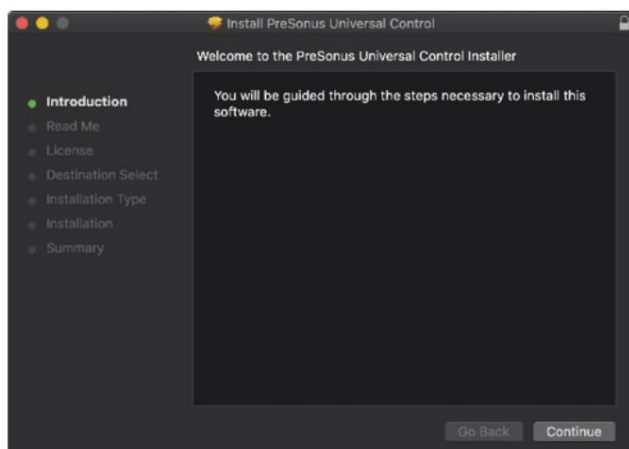 Install PreSonus Universal Control
Welcome to the PreSonus Universal Control Installer
Introduction
Read Me
License
Destination Select
Installation Type
Installation
Summary
You will be guided through the steps necessary to install this
software.
Go Back
Continue